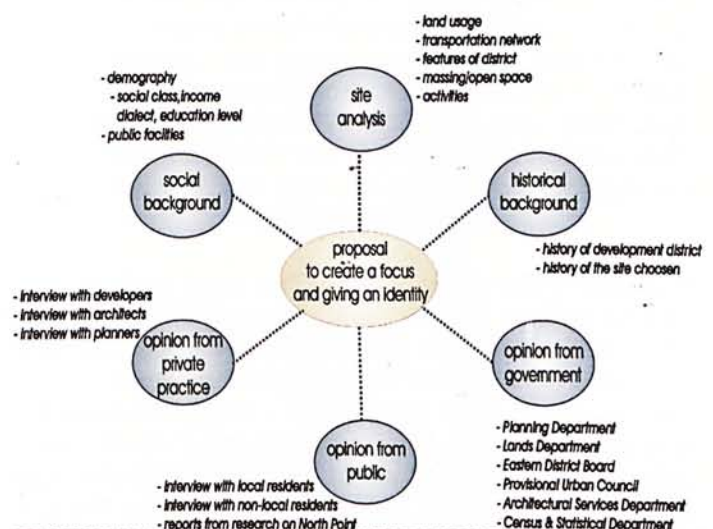 - land usage
- transportation network
- features of district
- massing/open space
- activities
site
analysis
- demography
- social class,income
dialect, education level
- public facilities
social
background
historical
background
- history of development district
- history of the site choosen
proposal
to create a focus
and giving an identity
- interview with developers
- interview with architects
- interview with planners
opinion from
private
practice
opinion from
government
- Planning Department
- Lands Department
- Eastern District Board
- Provisional Urban Council
- Architectural Services Department
- Census & Statistical Department
opinion from
public
- interview with local residents
- interview with non-local residents
- reports from research on North Point